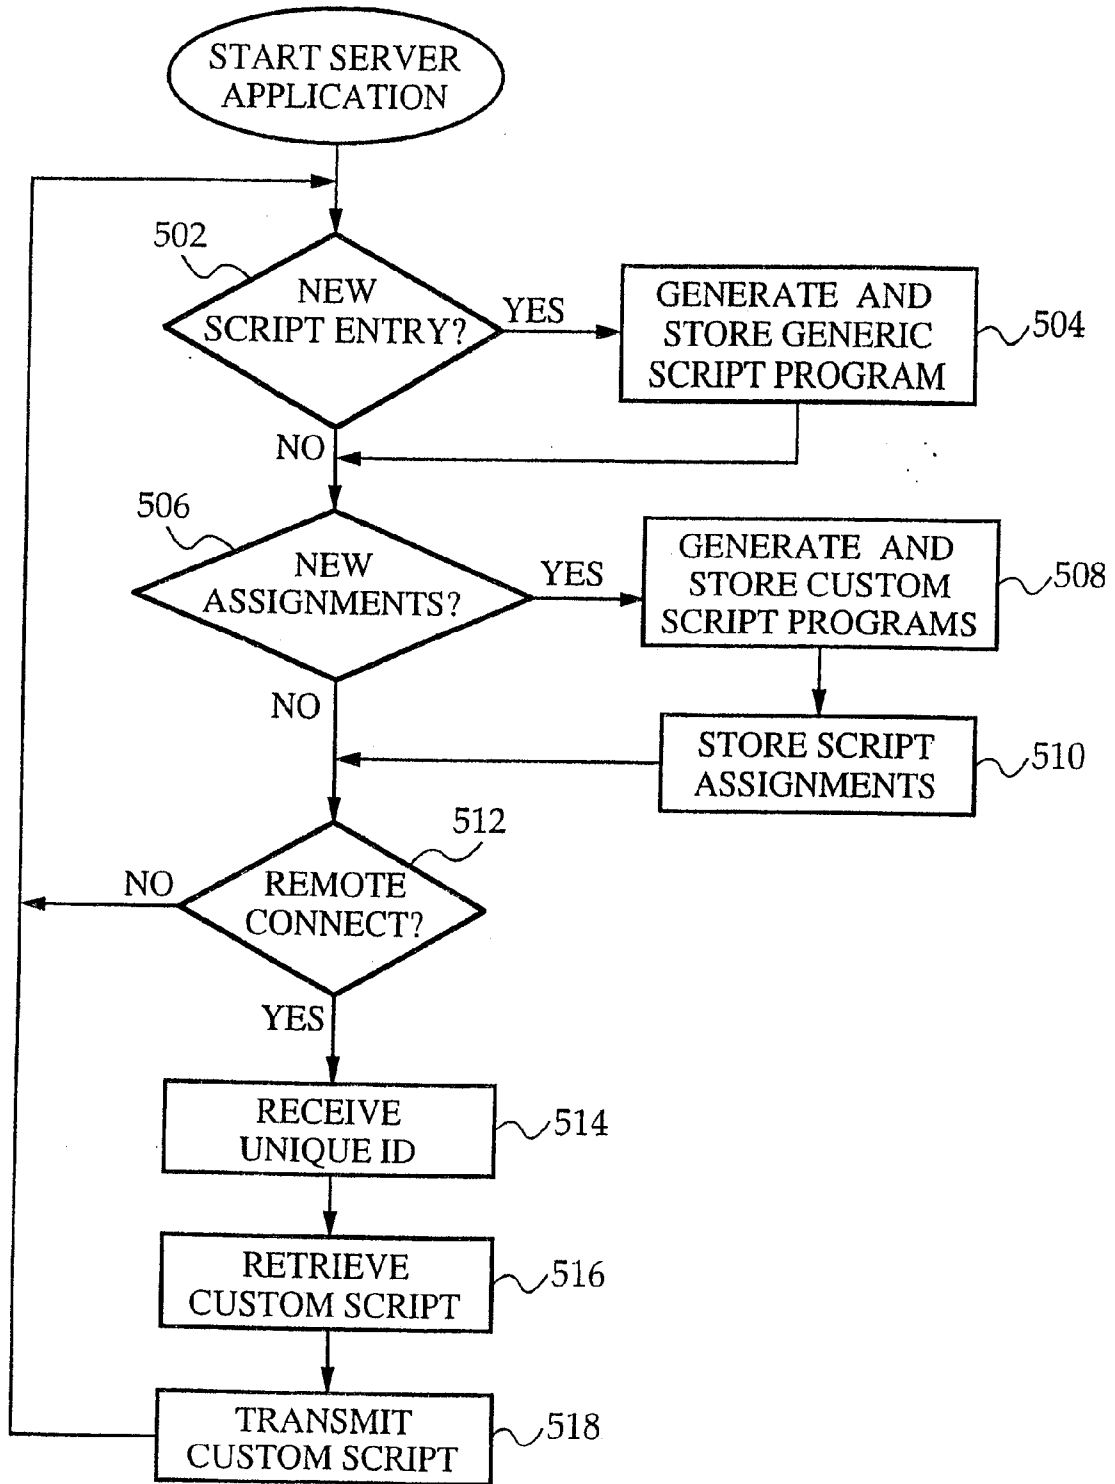 START SERVER
APPLICATION
502
NEW
SCRIPT ENTRY?
YES
GENERATE AND
STORE GENERIC
SCRIPT PROGRAM
504
NO
506
NEW
ASSIGNMENTS?
YES
GENERATE AND
STORE CUSTOM
SCRIPT PROGRAMS
508
NO
STORE SCRIPT
ASSIGNMENTS
510
512
REMOTE
CONNECT?
NO
YES
RECEIVE
UNIQUE ID
514
RETRIEVE
CUSTOM SCRIPT
516
TRANSMIT
CUSTOM SCRIPT
518